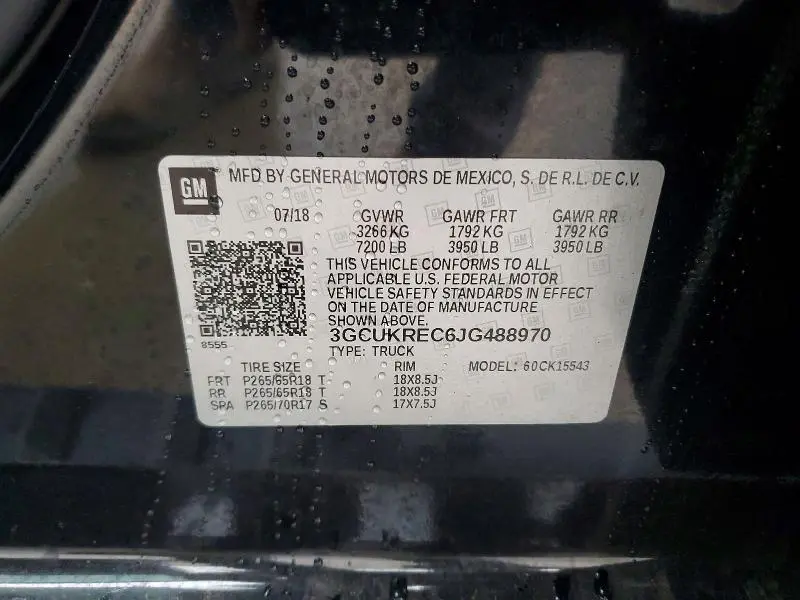 GM MFD BY GENERAL MOTORS DE MEXICO, S. DE R.L. DE C.V.
07/18 GVWR GAWR FRT GAWR RR
3266 KG 1792 KG 1792 KG
7200 LB 3950 LB 3950 LB
THIS VEHICLE CONFORMS TO ALL
APPLICABLE U.S. FEDERAL MOTOR
VEHICLE SAFETY STANDARDS IN EFFECT
ON THE DATE OF MANUFACTURE
SHOWN ABOVE.
3GCUKREC6JG488970
8555 TYPE: TRUCK
TIRE SIZE RIM MODEL: 60CK15543
FRT P265/65R18 T 18X8.5J
RR P265/65R18 T 18X8.5J
SPA P265/70R17 S 17X7.5J